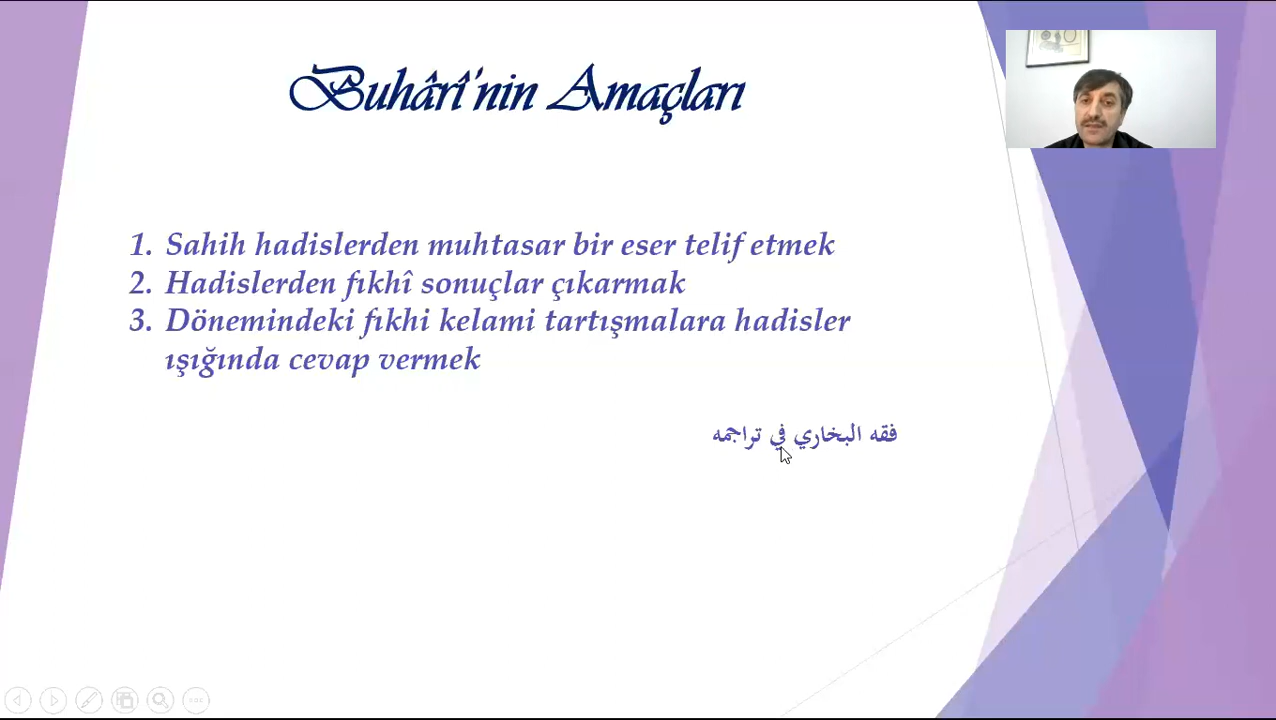 Buhârî'nin Amaçları
1. Sahih hadislerden muhtasar bir eser telif etmek
2. Hadislerden fıkhî sonuçlar çıkarmak
3. Dönemindeki fıkhi kelami tartışmalara hadisler
ışığında cevap vermek
فقه البخاري في تراجمه